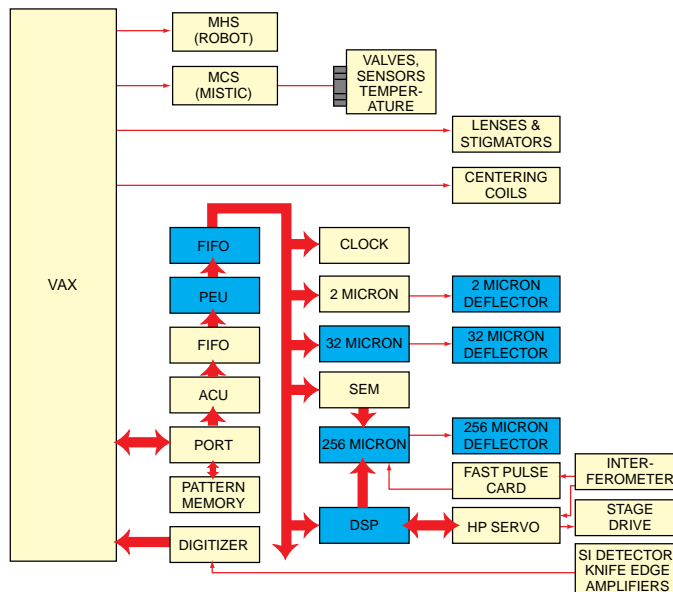 MHS
(ROBOT)
MCS
(MISTIC)
VALVES,
SENSORS
TEMPER-
ATURE
LENSES &
STIGMATORS
CENTERING
COILS
VAX
FIFO
CLOCK
PEU
2 MICRON
2 MICRON
DEFLECTOR
FIFO
32 MICRON
32 MICRON
DEFLECTOR
ACU
SEM
PORT
256 MICRON
256 MICRON
DEFLECTOR
PATTERN
MEMORY
FAST PULSE
CARD
INTER-
FEROMETER
DSP
HP SERVO
STAGE
DRIVE
DIGITIZER
SI DETECTOR
KNIFE EDGE
AMPLIFIERS